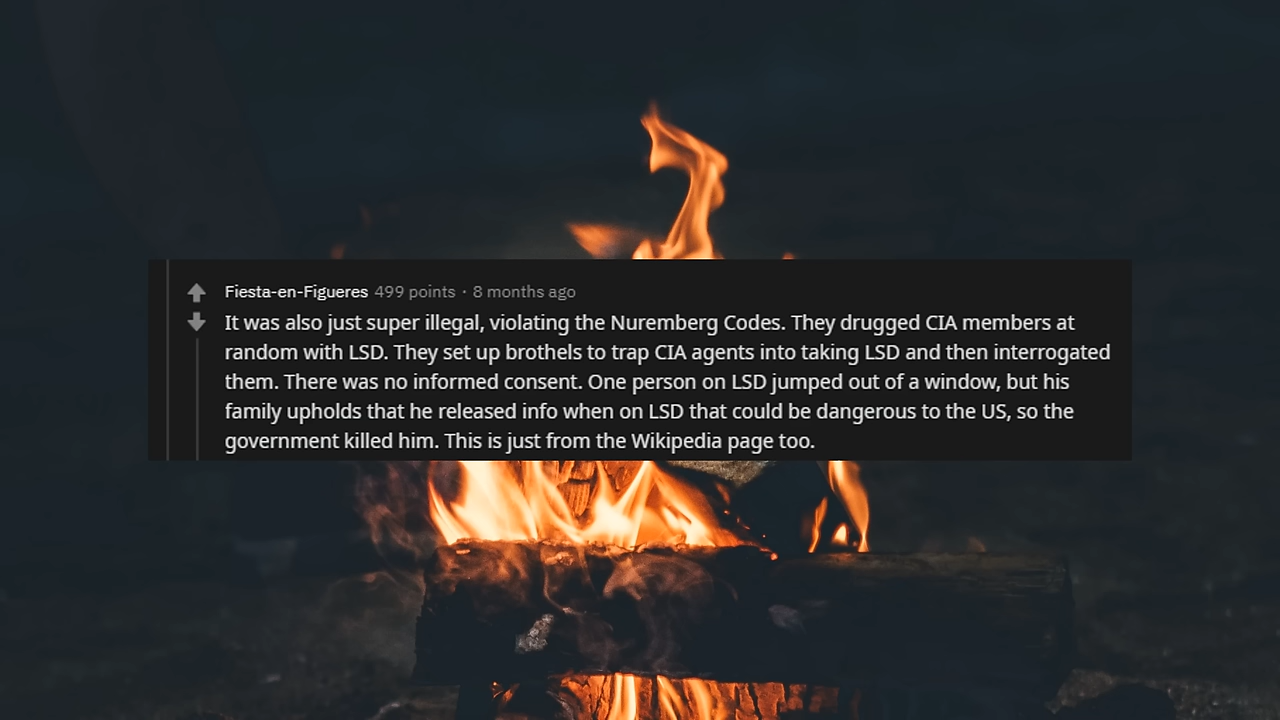 Fiesta-en-Figueres 499 points · 8 months ago
It was also just super illegal, violating the Nuremberg Codes. They drugged CIA members at
random with LSD. They set up brothels to trap CIA agents into taking LSD and then interrogated
them. There was no informed consent. One person on LSD jumped out of a window, but his
family upholds that he released info when on LSD that could be dangerous to the US, so the
government killed him. This is just from the Wikipedia page too.